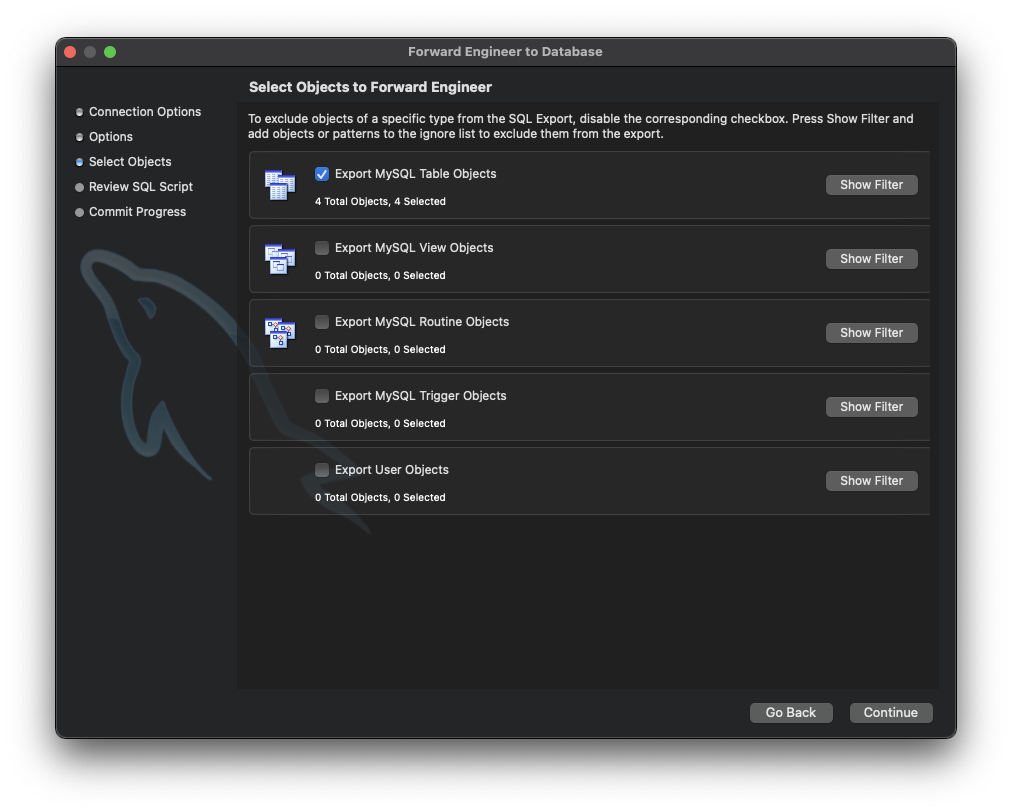 Forward Engineer to Database
Connection Options
Options
Select Objects
Review SQL Script
Commit Progress
Select Objects to Forward Engineer
To exclude objects of a specific type from the SQL Export, disable the corresponding checkbox. Press Show Filter and
add objects or patterns to the ignore list to exclude them from the export.
Export MySQL Table Objects
4 Total Objects, 4 Selected
Show Filter
Export MySQL View Objects
0 Total Objects, 0 Selected
Show Filter
Export MySQL Routine Objects
0 Total Objects, 0 Selected
Show Filter
Export MySQL Trigger Objects
0 Total Objects, 0 Selected
Show Filter
Export User Objects
0 Total Objects, 0 Selected
Show Filter
Go Back
Continue